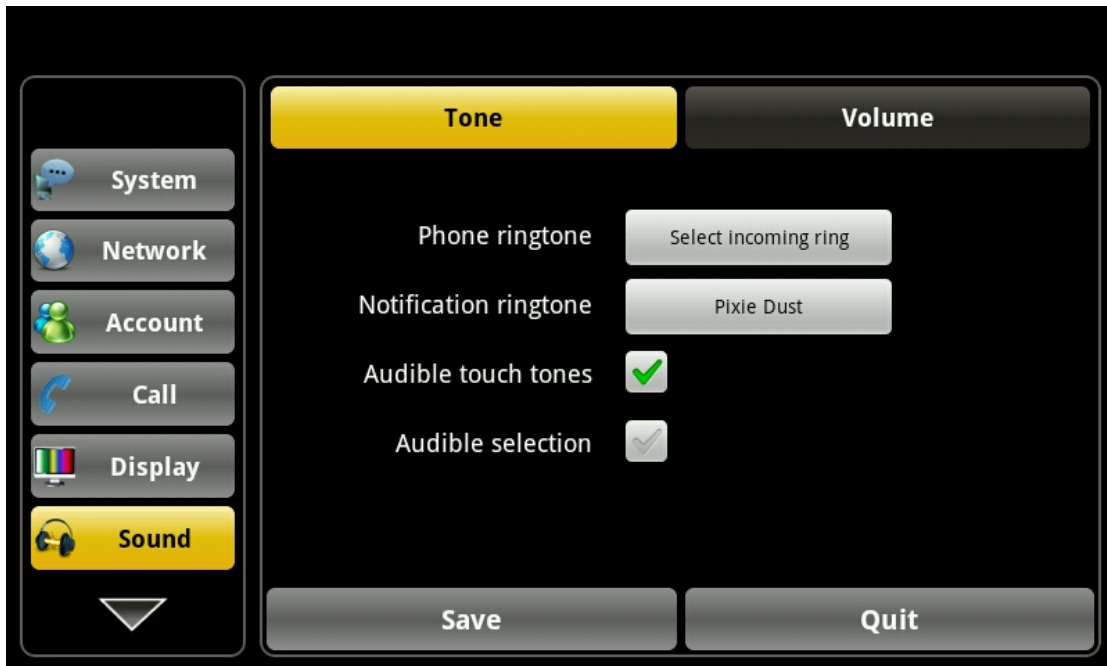 Tone
Volume
System
Network
Account
Call
Display
Sound
Phone ringtone
Select incoming ring
Notification ringtone
Pixie Dust
Audible touch tones
Audible selection
Save
Quit